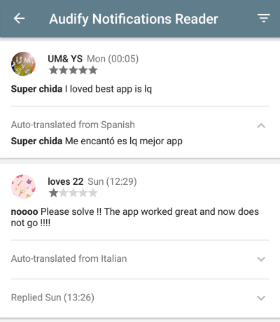 Audify Notifications Reader
UM& YS Mon (00:05)
Super chida I loved best app is lq
Auto-translated from Spanish
Super chida Me encantó es lq mejor app
loves 22 Sun (12:29)
noooo Please solve !! The app worked great and now does
not go !!!!
Auto-translated from Italian
Replied Sun (13:26)